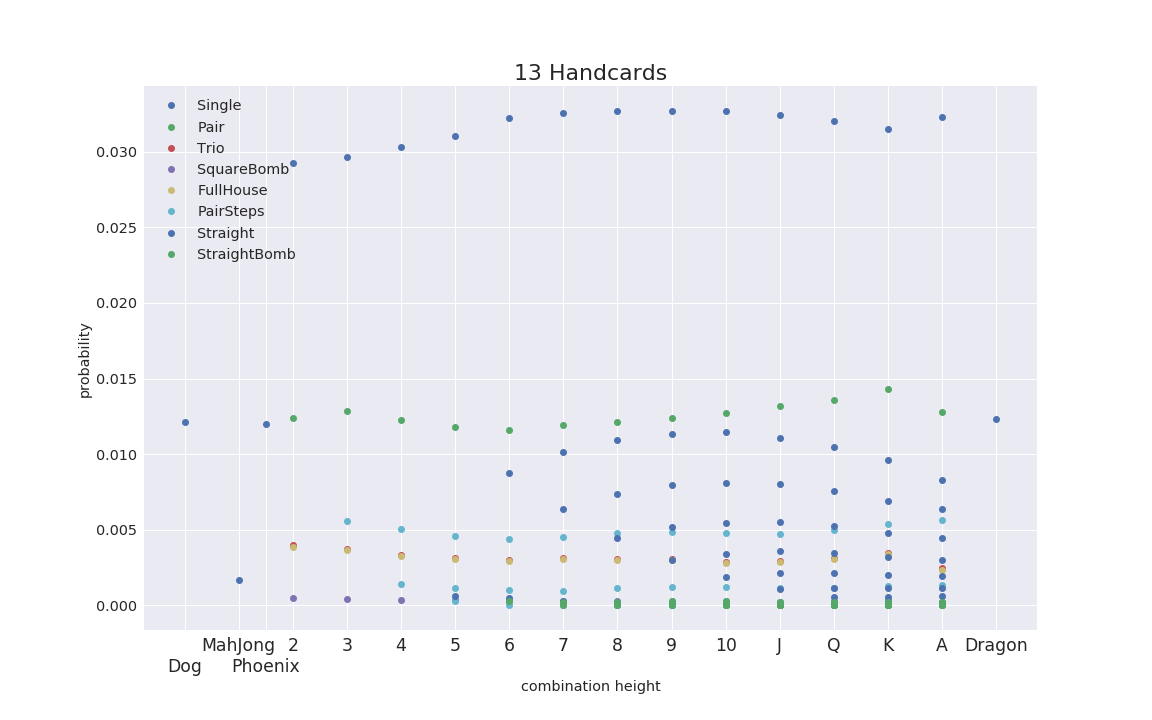 13 Handcards
Single
Pair
Trio
SquareBomb
FullHouse
PairSteps
Straight
StraightBomb
0.030
0.025
0.020
0.015
0.010
0.005
0.000
probability
MahJong 2 3 4 5 6 7 8 9 10 J Q K A Dragon
Dog Phoenix
combination height